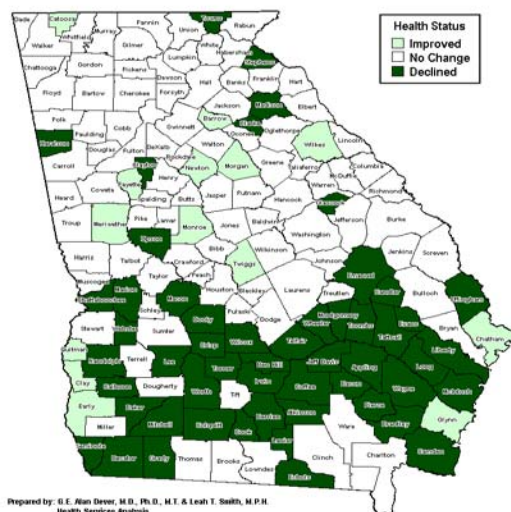 Health Status
Improved
No Change
Declined
Dade
Catoosa
Fannin
Towns
Rabun
Union
Walker
Whitfield
Murray
Gilmer
White
Habersham
Lumpkin
Stephens
Chattooga
Gordon
Pickens
Dawson
Hall
Banks
Franklin
Hart
Floyd
Bartow
Cherokee
Forsyth
Jackson
Madison
Elbert
Polk
Paulding
Cobb
Gwinnett
Barrow
Clarke
Oconee
Oglethorpe
Wilkes
Lincoln
Haralson
Douglas
Fulton
DeKalb
Walton
Carroll
Clayton
Rockdale
Newton
Morgan
Greene
Taliaferro
McDuffie
Columbia
Fayette
Henry
Warren
Richmond
Coweta
Spalding
Butts
Jasper
Putnam
Hancock
Heard
Troup
Meriwether
Pike
Lamar
Monroe
Jones
Baldwin
Washington
Jefferson
Burke
Upson
Bibb
Wilkinson
Twiggs
Johnson
Jenkins
Screven
Harris
Talbot
Crawford
Peach
Taylor
Muscogee
Houston
Bleckley
Laurens
Treutlen
Emanuel
Candler
Bulloch
Effingham
Marion
Chattahoochee
Macon
Schley
Pulaski
Dodge
Montgomery
Wheeler
Toombs
Tattnall
Evans
Bryan
Chatham
Stewart
Webster
Sumter
Dooly
Crisp
Wilcox
Telfair
Liberty
Quitman
Randolph
Terrell
Lee
Turner
Ben Hill
Jeff Davis
Appling
Long
Clay
Calhoun
Dougherty
Worth
Tift
Irwin
Coffee
Bacon
Wayne
McIntosh
Early
Baker
Mitchell
Colquitt
Berrien
Atkinson
Pierce
Miller
Cook
Ware
Brantley
Glynn
Seminole
Decatur
Grady
Thomas
Brooks
Lanier
Lowndes
Echols
Clinch
Charlton
Camden
Prepared by: G.E. Alan Dever, M.D., Ph.D., M.T. & Leah T. Smith, M.P.H.
Health Services Analysis